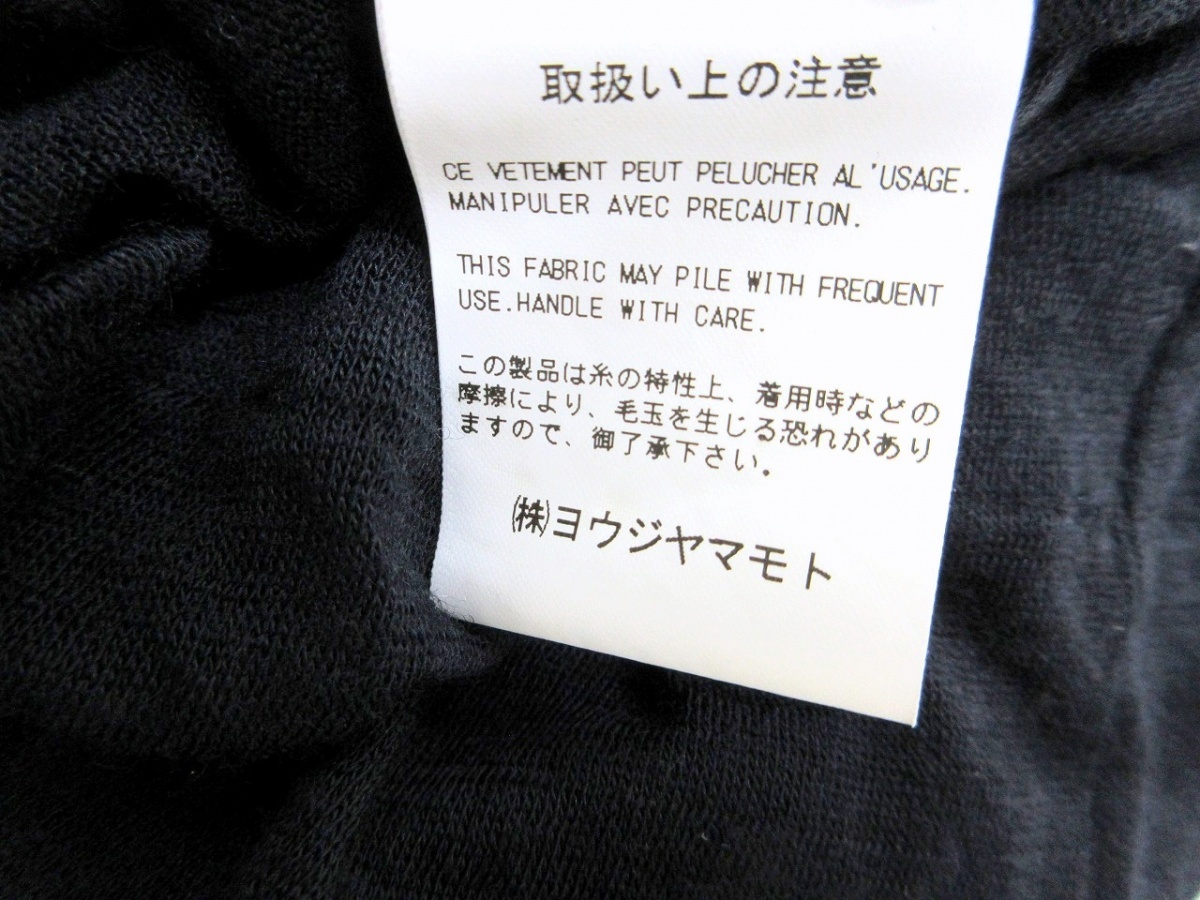 取扱い上の注意
CE VETEMENT PEUT PELUCHER AL'USAGE.
MANIPULER AVEC PRECAUTION.
THIS FABRIC MAY PILE WITH FREQUENT
USE.HANDLE WITH CARE.
この製品は糸の特性上、着用時などの
摩擦により、毛玉を生じる恐れがあり
ますので、御了承下さい。
㈱ヨウジヤマモト